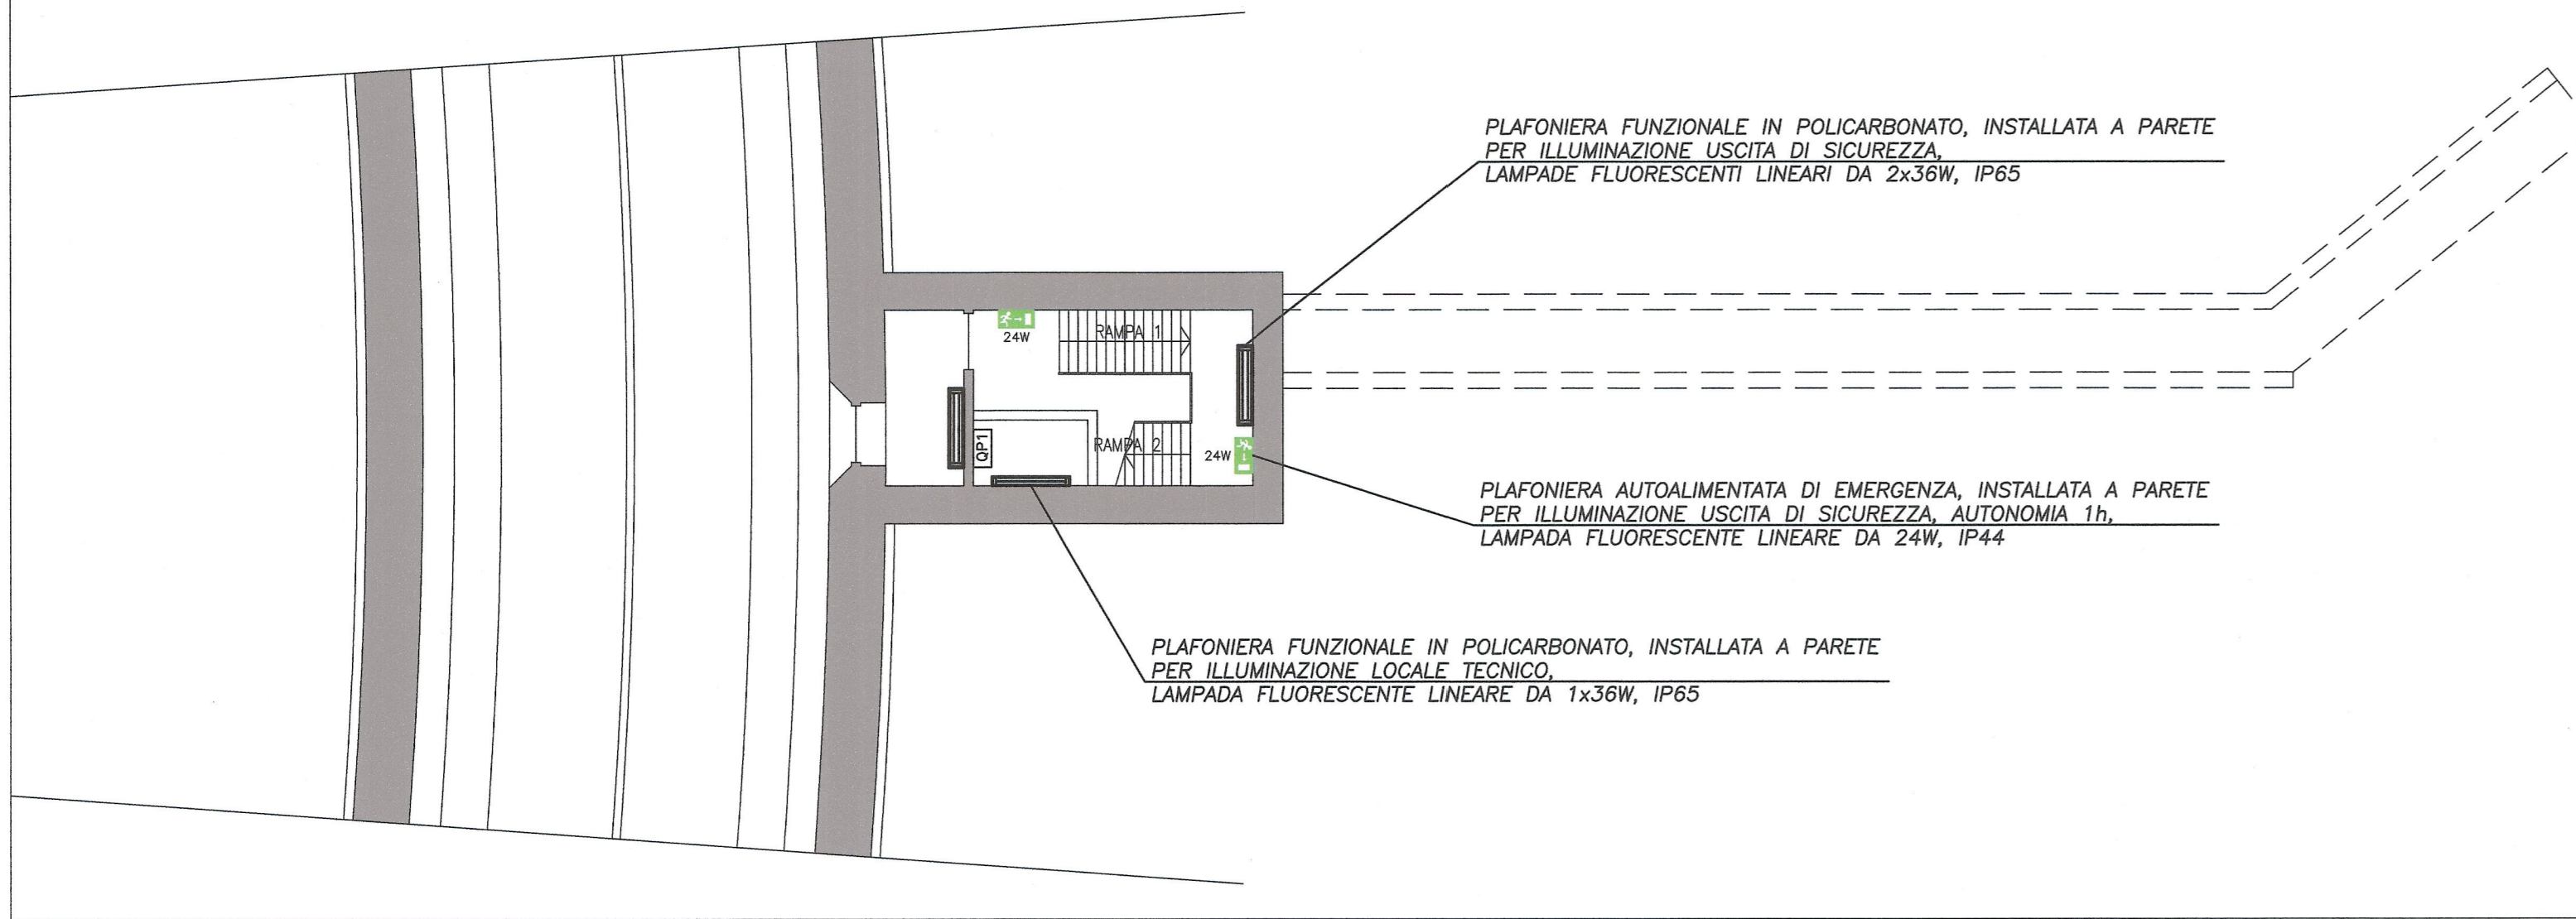 PLAFONIERA FUNZIONALE IN POLICARBONATO, INSTALLATA A PARETE
PER ILLUMINAZIONE USCITA DI SICUREZZA,
LAMPADE FLUORESCENTI LINEARI DA 2x36W, IP65
24W
RAMPA 1
QP1
RAMPA 2
24W
PLAFONIERA AUTOALIMENTATA DI EMERGENZA, INSTALLATA A PARETE
PER ILLUMINAZIONE USCITA DI SICUREZZA, AUTONOMIA 1h,
LAMPADA FLUORESCENTE LINEARE DA 24W, IP44
PLAFONIERA FUNZIONALE IN POLICARBONATO, INSTALLATA A PARETE
PER ILLUMINAZIONE LOCALE TECNICO,
LAMPADA FLUORESCENTE LINEARE DA 1x36W, IP65